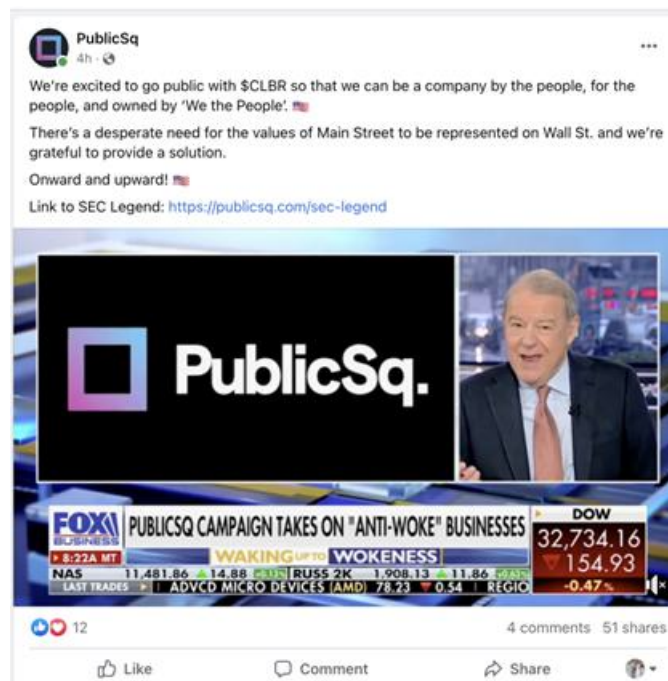 PublicSq
4h
We're excited to go public with $CLBR so that we can be a company by the people, for the
people, and owned by 'We the People'. 🇺🇸
There's a desperate need for the values of Main Street to be represented on Wall St. and we're
grateful to provide a solution.
Onward and upward! 🇺🇸
Link to SEC Legend: https://publicsq.com/sec-legend
PublicSq.
FOX
BUSINESS
8:22A MT
PUBLICSQ CAMPAIGN TAKES ON "ANTI-WOKE" BUSINESSES
WAKING UP TO WOKENESS
DOW
32,734.16
▼154.93
-0.47%
NAS 11,481.86 ▲14.88 +0.13% RUSS 2K 1,908.13 ▲11.86 +0.63%
LAST TRADES ADVCD MICRO DEVICES (AMD) 78.23 ▼0.54 REGIO
12
4 comments 51 shares
Like Comment Share